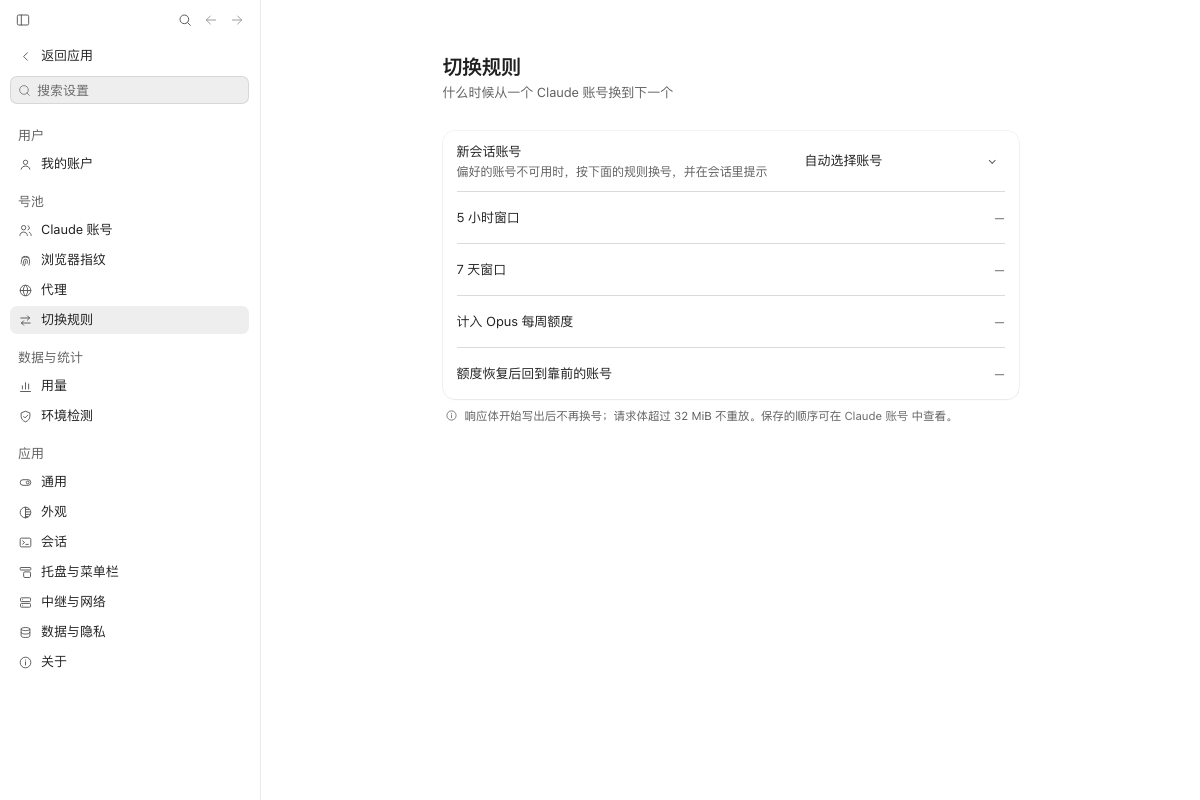 返回应用
搜索设置
用户
我的账户
号池
Claude 账号
浏览器指纹
代理
切换规则
数据与统计
用量
环境检测
应用
通用
外观
会话
托盘与菜单栏
中继与网络
数据与隐私
关于
切换规则
什么时候从一个 Claude 账号换到下一个
新会话账号
偏好的账号不可用时，按下面的规则换号，并在会话里提示
自动选择账号
5 小时窗口
—
7 天窗口
—
计入 Opus 每周额度
—
额度恢复后回到靠前的账号
—
响应体开始写出后不再换号；请求体超过 32 MiB 不重放。保存的顺序可在 Claude 账号 中查看。